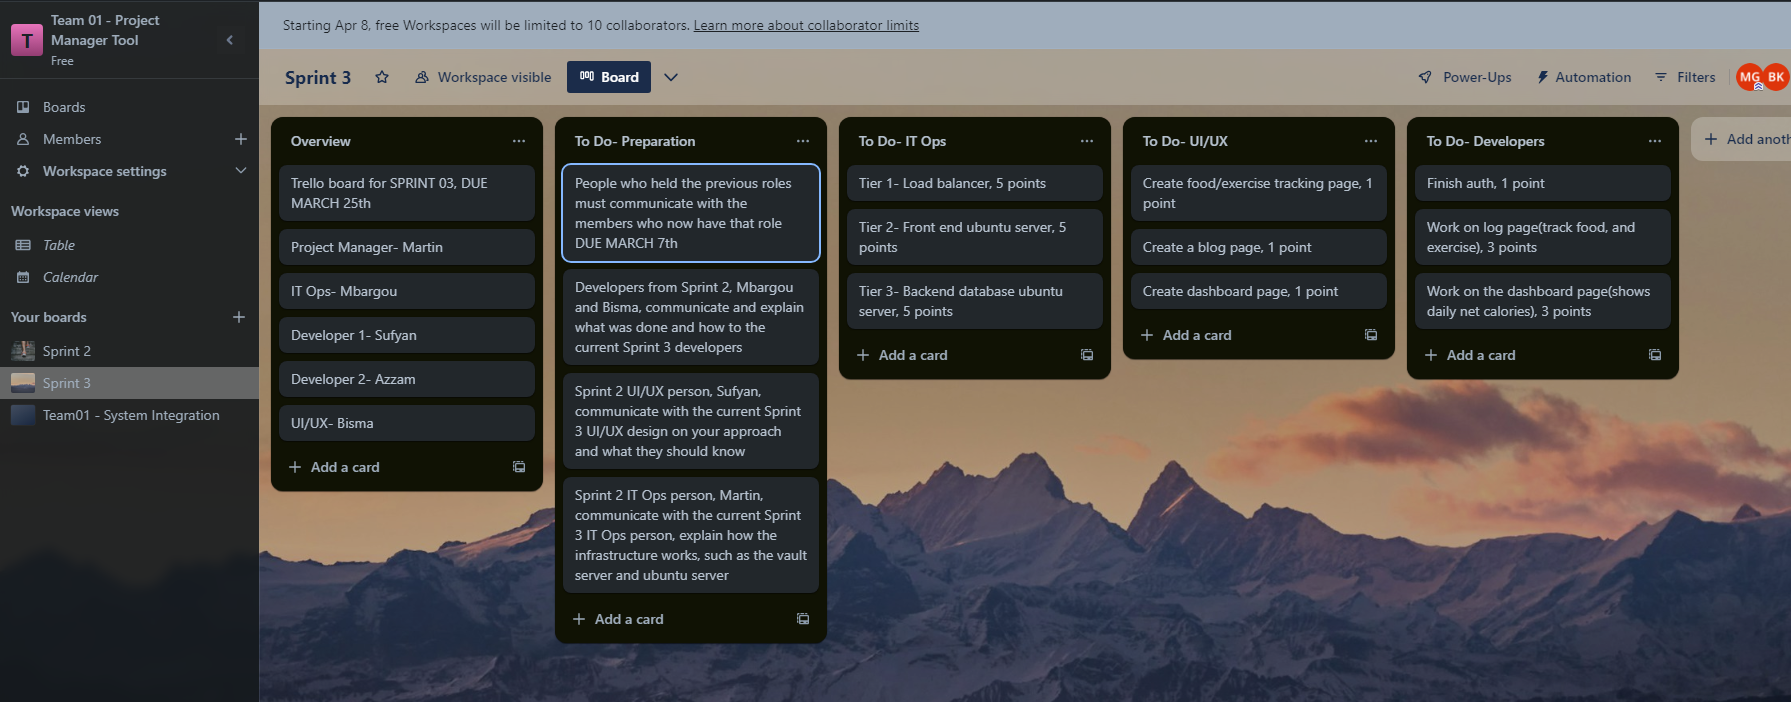 T
Team 01 - Project
Manager Tool
Free
Boards
Members
Workspace settings
Workspace views
Table
Calendar
Your boards
Sprint 2
Sprint 3
Team01 - System Integration
Starting Apr 8, free Workspaces will be limited to 10 collaborators. Learn more about collaborator limits
Sprint 3
Workspace visible
Board
Power-Ups
Automation
Filters
MG
BK
Overview
Trello board for SPRINT 03, DUE
MARCH 25th
Project Manager- Martin
IT Ops- Mbargou
Developer 1- Sufyan
Developer 2- Azzam
UI/UX- Bisma
Add a card
To Do- Preparation
People who held the previous roles
must communicate with the
members who now have that role
DUE MARCH 7th
Developers from Sprint 2, Mbargou
and Bisma, communicate and explain
what was done and how to the
current Sprint 3 developers
Sprint 2 UI/UX person, Sufyan,
communicate with the current Sprint
3 UI/UX design on your approach
and what they should know
Sprint 2 IT Ops person, Martin,
communicate with the current Sprint
3 IT Ops person, explain how the
infrastructure works, such as the vault
server and ubuntu server
Add a card
To Do- IT Ops
Tier 1- Load balancer, 5 points
Tier 2- Front end ubuntu server, 5
points
Tier 3- Backend database ubuntu
server, 5 points
Add a card
To Do- UI/UX
Create food/exercise tracking page, 1
point
Create a blog page, 1 point
Create dashboard page, 1 point
Add a card
To Do- Developers
Finish auth, 1 point
Work on log page(track food, and
exercise), 3 points
Work on the dashboard page(shows
daily net calories), 3 points
Add a card
Add anoth